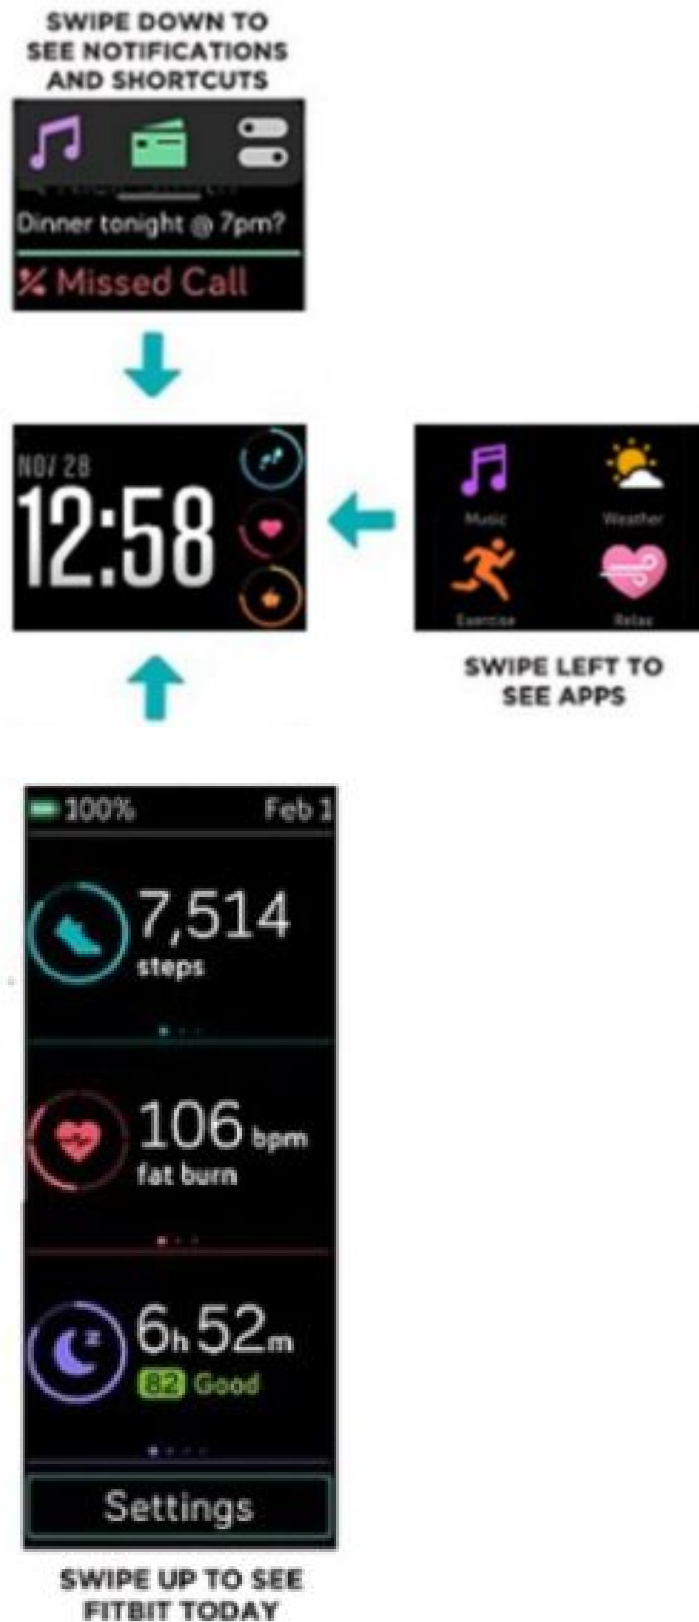 SWIPE DOWN TO
SEE NOTIFICATIONS
AND SHORTCUTS
Dinner tonight @ 7pm?
Missed Call
NOV 28
12:58
Music
Weather
Exercise
Relax
SWIPE LEFT TO
SEE APPS
100% Feb 1
7,514
steps
106 bpm
fat burn
6h 52m
82 Good
Settings
SWIPE UP TO SEE
FITBIT TODAY